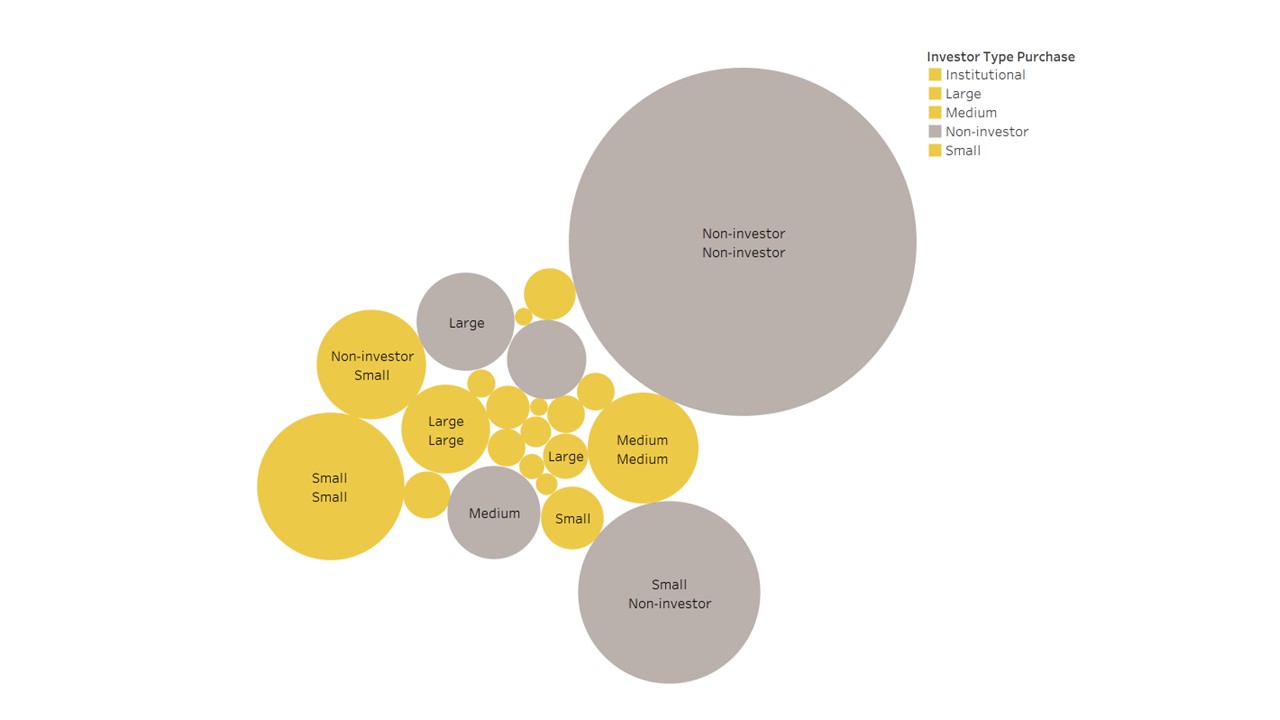 Investor Type Purchase
Institutional
Large
Medium
Non-investor
Small
Non-investor
Non-investor
Large
Non-investor
Small
Large
Large
Medium
Medium
Large
Small
Small
Medium
Small
Small
Non-investor